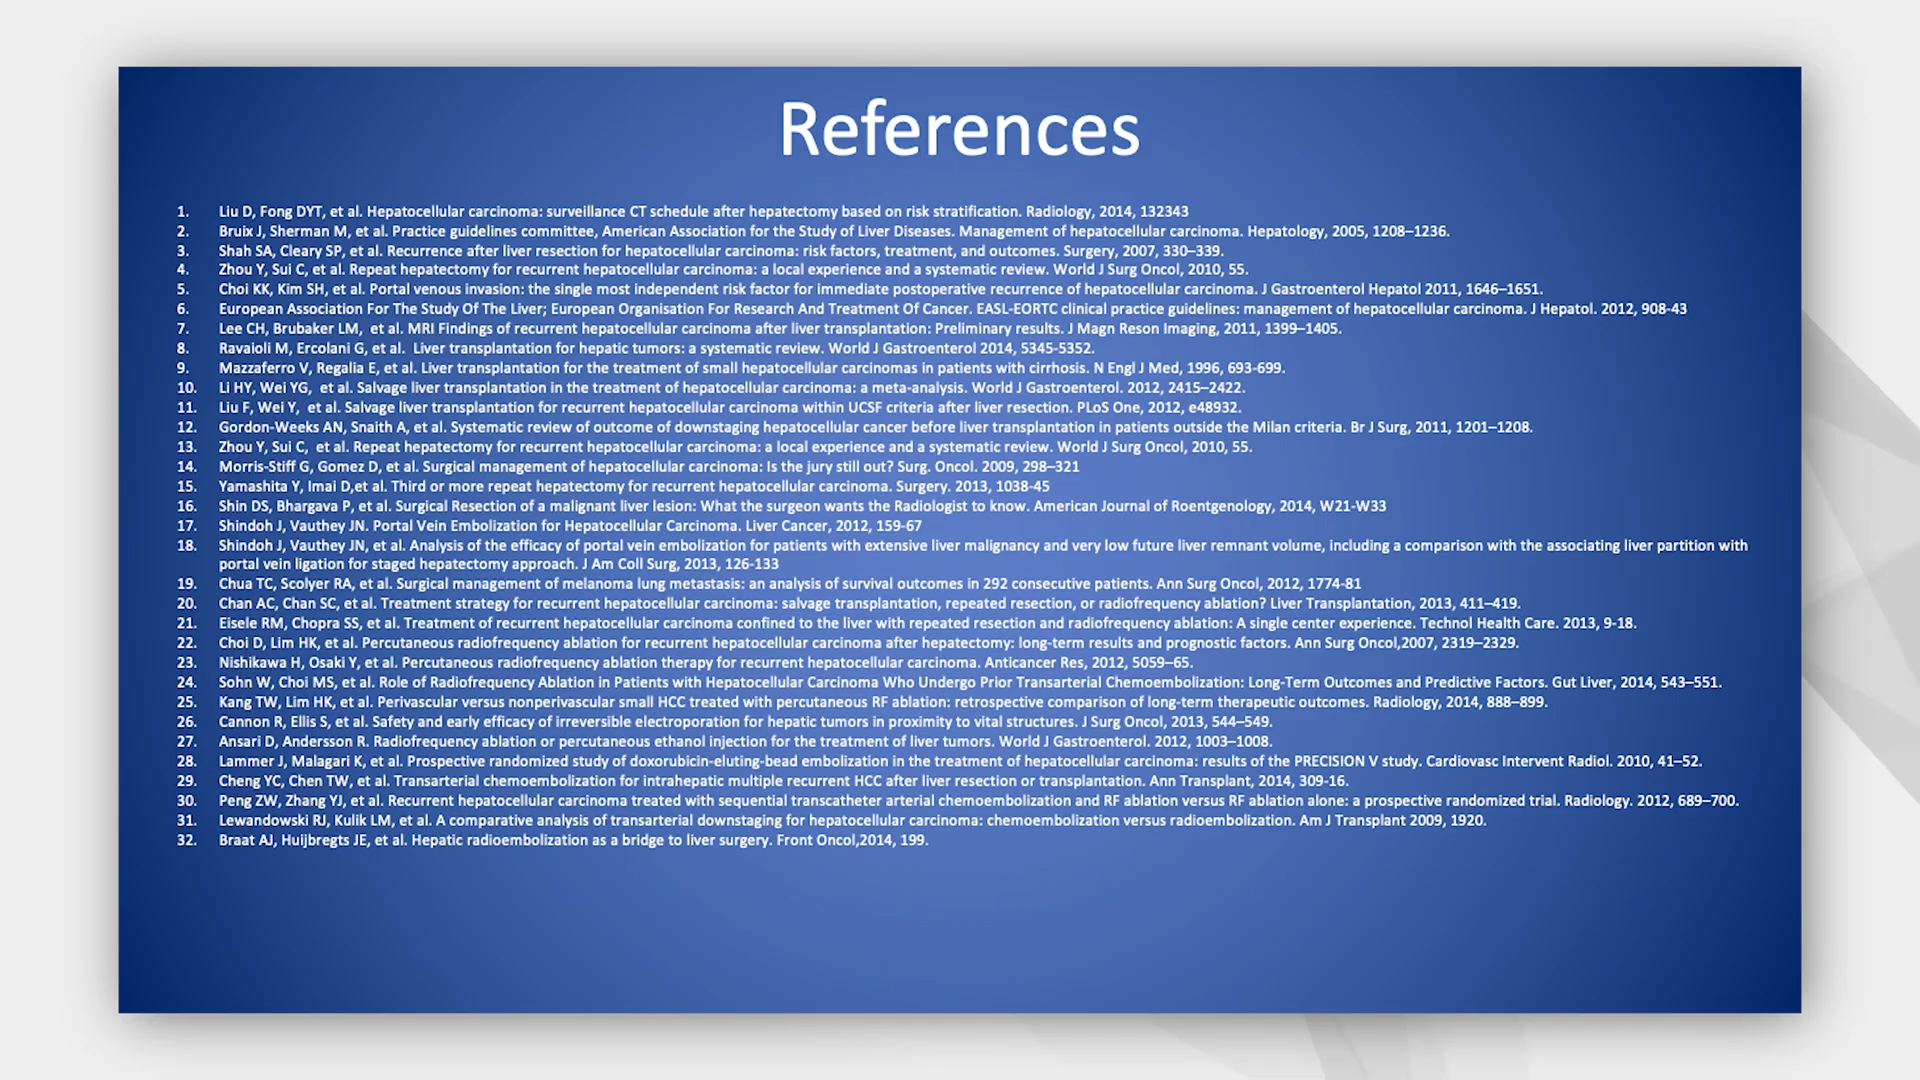 References
1. Liu D, Fong DYT, et al. Hepatocellular carcinoma: surveillance CT schedule after hepatectomy based on risk stratification. Radiology, 2014, 132343
2. Bruix J, Sherman M, et al. Practice guidelines committee, American Association for the Study of Liver Diseases. Management of hepatocellular carcinoma. Hepatology, 2005, 1208–1236.
3. Shah SA, Cleary SP, et al. Recurrence after liver resection for hepatocellular carcinoma: risk factors, treatment, and outcomes. Surgery, 2007, 330–339.
4. Zhou Y, Sui C, et al. Repeat hepatectomy for recurrent hepatocellular carcinoma: a local experience and a systematic review. World J Surg Oncol, 2010, 55.
5. Choi KK, Kim SH, et al. Portal venous invasion: the single most independent risk factor for immediate postoperative recurrence of hepatocellular carcinoma. J Gastroenterol Hepatol 2011, 1646–1651.
6. European Association For The Study Of The Liver; European Organisation For Research And Treatment Of Cancer. EASL-EORTC clinical practice guidelines: management of hepatocellular carcinoma. J Hepatol. 2012, 908-43
7. Lee CH, Brubaker LM, et al. MRI Findings of recurrent hepatocellular carcinoma after liver transplantation: Preliminary results. J Magn Reson Imaging, 2011, 1399–1405.
8. Ravaioli M, Ercolani G, et al. Liver transplantation for hepatic tumors: a systematic review. World J Gastroenterol 2014, 5345-5352.
9. Mazzaferro V, Regalia E, et al. Liver transplantation for the treatment of small hepatocellular carcinomas in patients with cirrhosis. N Engl J Med, 1996, 693-699.
10. Li HY, Wei YG, et al. Salvage liver transplantation in the treatment of hepatocellular carcinoma: a meta-analysis. World J Gastroenterol. 2012, 2415–2422.
11. Liu F, Wei Y, et al. Salvage liver transplantation for recurrent hepatocellular carcinoma within UCSF criteria after liver resection. PLoS One, 2012, e48932.
12. Gordon-Weeks AN, Snaith A, et al. Systematic review of outcome of downstaging hepatocellular cancer before liver transplantation in patients outside the Milan criteria. Br J Surg, 2011, 1201–1208.
13. Zhou Y, Sui C, et al. Repeat hepatectomy for recurrent hepatocellular carcinoma: a local experience and a systematic review. World J Surg Oncol, 2010, 55.
14. Morris-Stiff G, Gomez D, et al. Surgical management of hepatocellular carcinoma: Is the jury still out? Surg. Oncol. 2009, 298–321
15. Yamashita Y, Imai D,et al. Third or more repeat hepatectomy for recurrent hepatocellular carcinoma. Surgery. 2013, 1038-45
16. Shin DS, Bhargava P, et al. Surgical Resection of a malignant liver lesion: What the surgeon wants the Radiologist to know. American Journal of Roentgenology, 2014, W21-W33
17. Shindoh J, Vauthey JN. Portal Vein Embolization for Hepatocellular Carcinoma. Liver Cancer, 2012, 159-67
18. Shindoh J, Vauthey JN, et al. Analysis of the efficacy of portal vein embolization for patients with extensive liver malignancy and very low future liver remnant volume, including a comparison with the associating liver partition with
portal vein ligation for staged hepatectomy approach. J Am Coll Surg, 2013, 126-133
19. Chua TC, Scolyer RA, et al. Surgical management of melanoma lung metastasis: an analysis of survival outcomes in 292 consecutive patients. Ann Surg Oncol, 2012, 1774-81
20. Chan AC, Chan SC, et al. Treatment strategy for recurrent hepatocellular carcinoma: salvage transplantation, repeated resection, or radiofrequency ablation? Liver Transplantation, 2013, 411–419.
21. Eisele RM, Chopra SS, et al. Treatment of recurrent hepatocellular carcinoma confined to the liver with repeated resection and radiofrequency ablation: A single center experience. Technol Health Care. 2013, 9-18.
22. Choi D, Lim HK, et al. Percutaneous radiofrequency ablation for recurrent hepatocellular carcinoma after hepatectomy: long-term results and prognostic factors. Ann Surg Oncol,2007, 2319–2329.
23. Nishikawa H, Osaki Y, et al. Percutaneous radiofrequency ablation therapy for recurrent hepatocellular carcinoma. Anticancer Res, 2012, 5059–65.
24. Sohn W, Choi MS, et al. Role of Radiofrequency Ablation in Patients with Hepatocellular Carcinoma Who Undergo Prior Transarterial Chemoembolization: Long-Term Outcomes and Predictive Factors. Gut Liver, 2014, 543–551.
25. Kang TW, Lim HK, et al. Perivascular versus nonperivascular small HCC treated with percutaneous RF ablation: retrospective comparison of long-term therapeutic outcomes. Radiology, 2014, 888–899.
26. Cannon R, Ellis S, et al. Safety and early efficacy of irreversible electroporation for hepatic tumors in proximity to vital structures. J Surg Oncol, 2013, 544–549.
27. Ansari D, Andersson R. Radiofrequency ablation or percutaneous ethanol injection for the treatment of liver tumors. World J Gastroenterol. 2012, 1003–1008.
28. Lammer J, Malagari K, et al. Prospective randomized study of doxorubicin-eluting-bead embolization in the treatment of hepatocellular carcinoma: results of the PRECISION V study. Cardiovasc Intervent Radiol. 2010, 41–52.
29. Cheng YC, Chen TW, et al. Transarterial chemoembolization for intrahepatic multiple recurrent HCC after liver resection or transplantation. Ann Transplant, 2014, 309-16.
30. Peng ZW, Zhang YJ, et al. Recurrent hepatocellular carcinoma treated with sequential transcatheter arterial chemoembolization and RF ablation versus RF ablation alone: a prospective randomized trial. Radiology. 2012, 689–700.
31. Lewandowski RJ, Kulik LM, et al. A comparative analysis of transarterial downstaging for hepatocellular carcinoma: chemoembolization versus radioembolization. Am J Transplant 2009, 1920.
32. Braat AJ, Huijbregts JE, et al. Hepatic radioembolization as a bridge to liver surgery. Front Oncol,2014, 199.